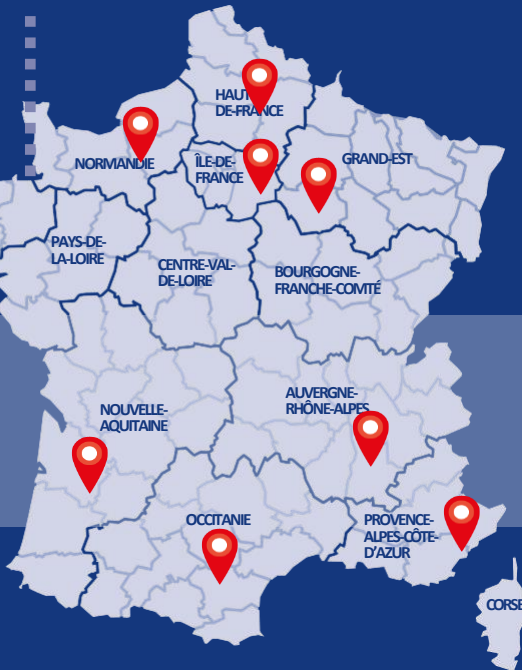 HAUT
DE-FRANCE
NORMANDIE
ÎLE-DE-
FRANCE
GRAND-EST
PAYS-DE-
LA-LOIRE
CENTRE-VAL-
DE-LOIRE
BOURGOGNE-
FRANCHE-COMTÉ
NOUVELLE-
AQUITAINE
AUVERGNE-
RHÔNE-ALPES
OCCITANIE
PROVENCE-
ALPES-CÔTE-
D'AZUR
CORSE